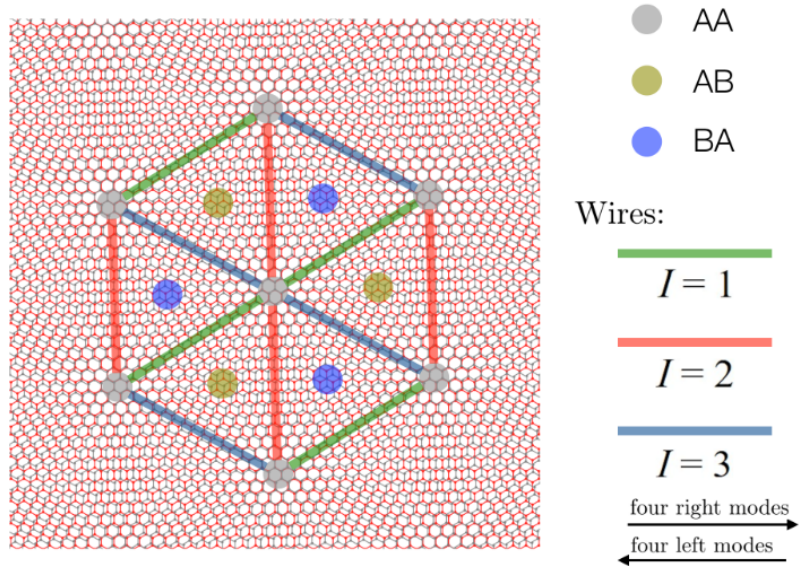 AA
AB
BA
Wires:
I = 1
I = 2
I = 3
four right modes
four left modes